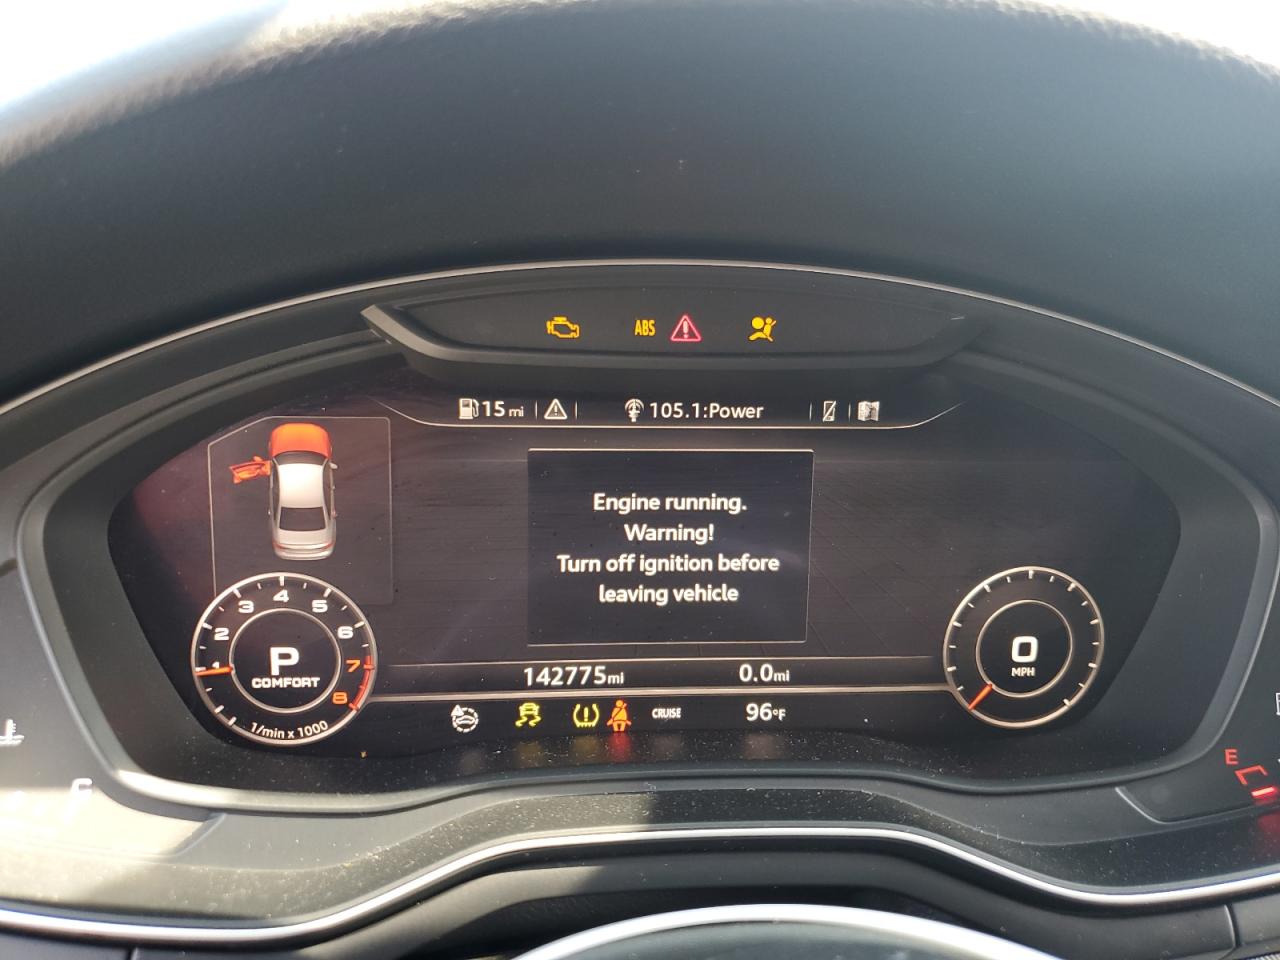 ABS
15 mi
105.1:Power
Engine running.
Warning!
Turn off ignition before
leaving vehicle
1 2 3 4 5 6 7 8
P
COMFORT
1/min x 1000
0
MPH
142775mi
0.0mi
CRUISE
96°F
C
E